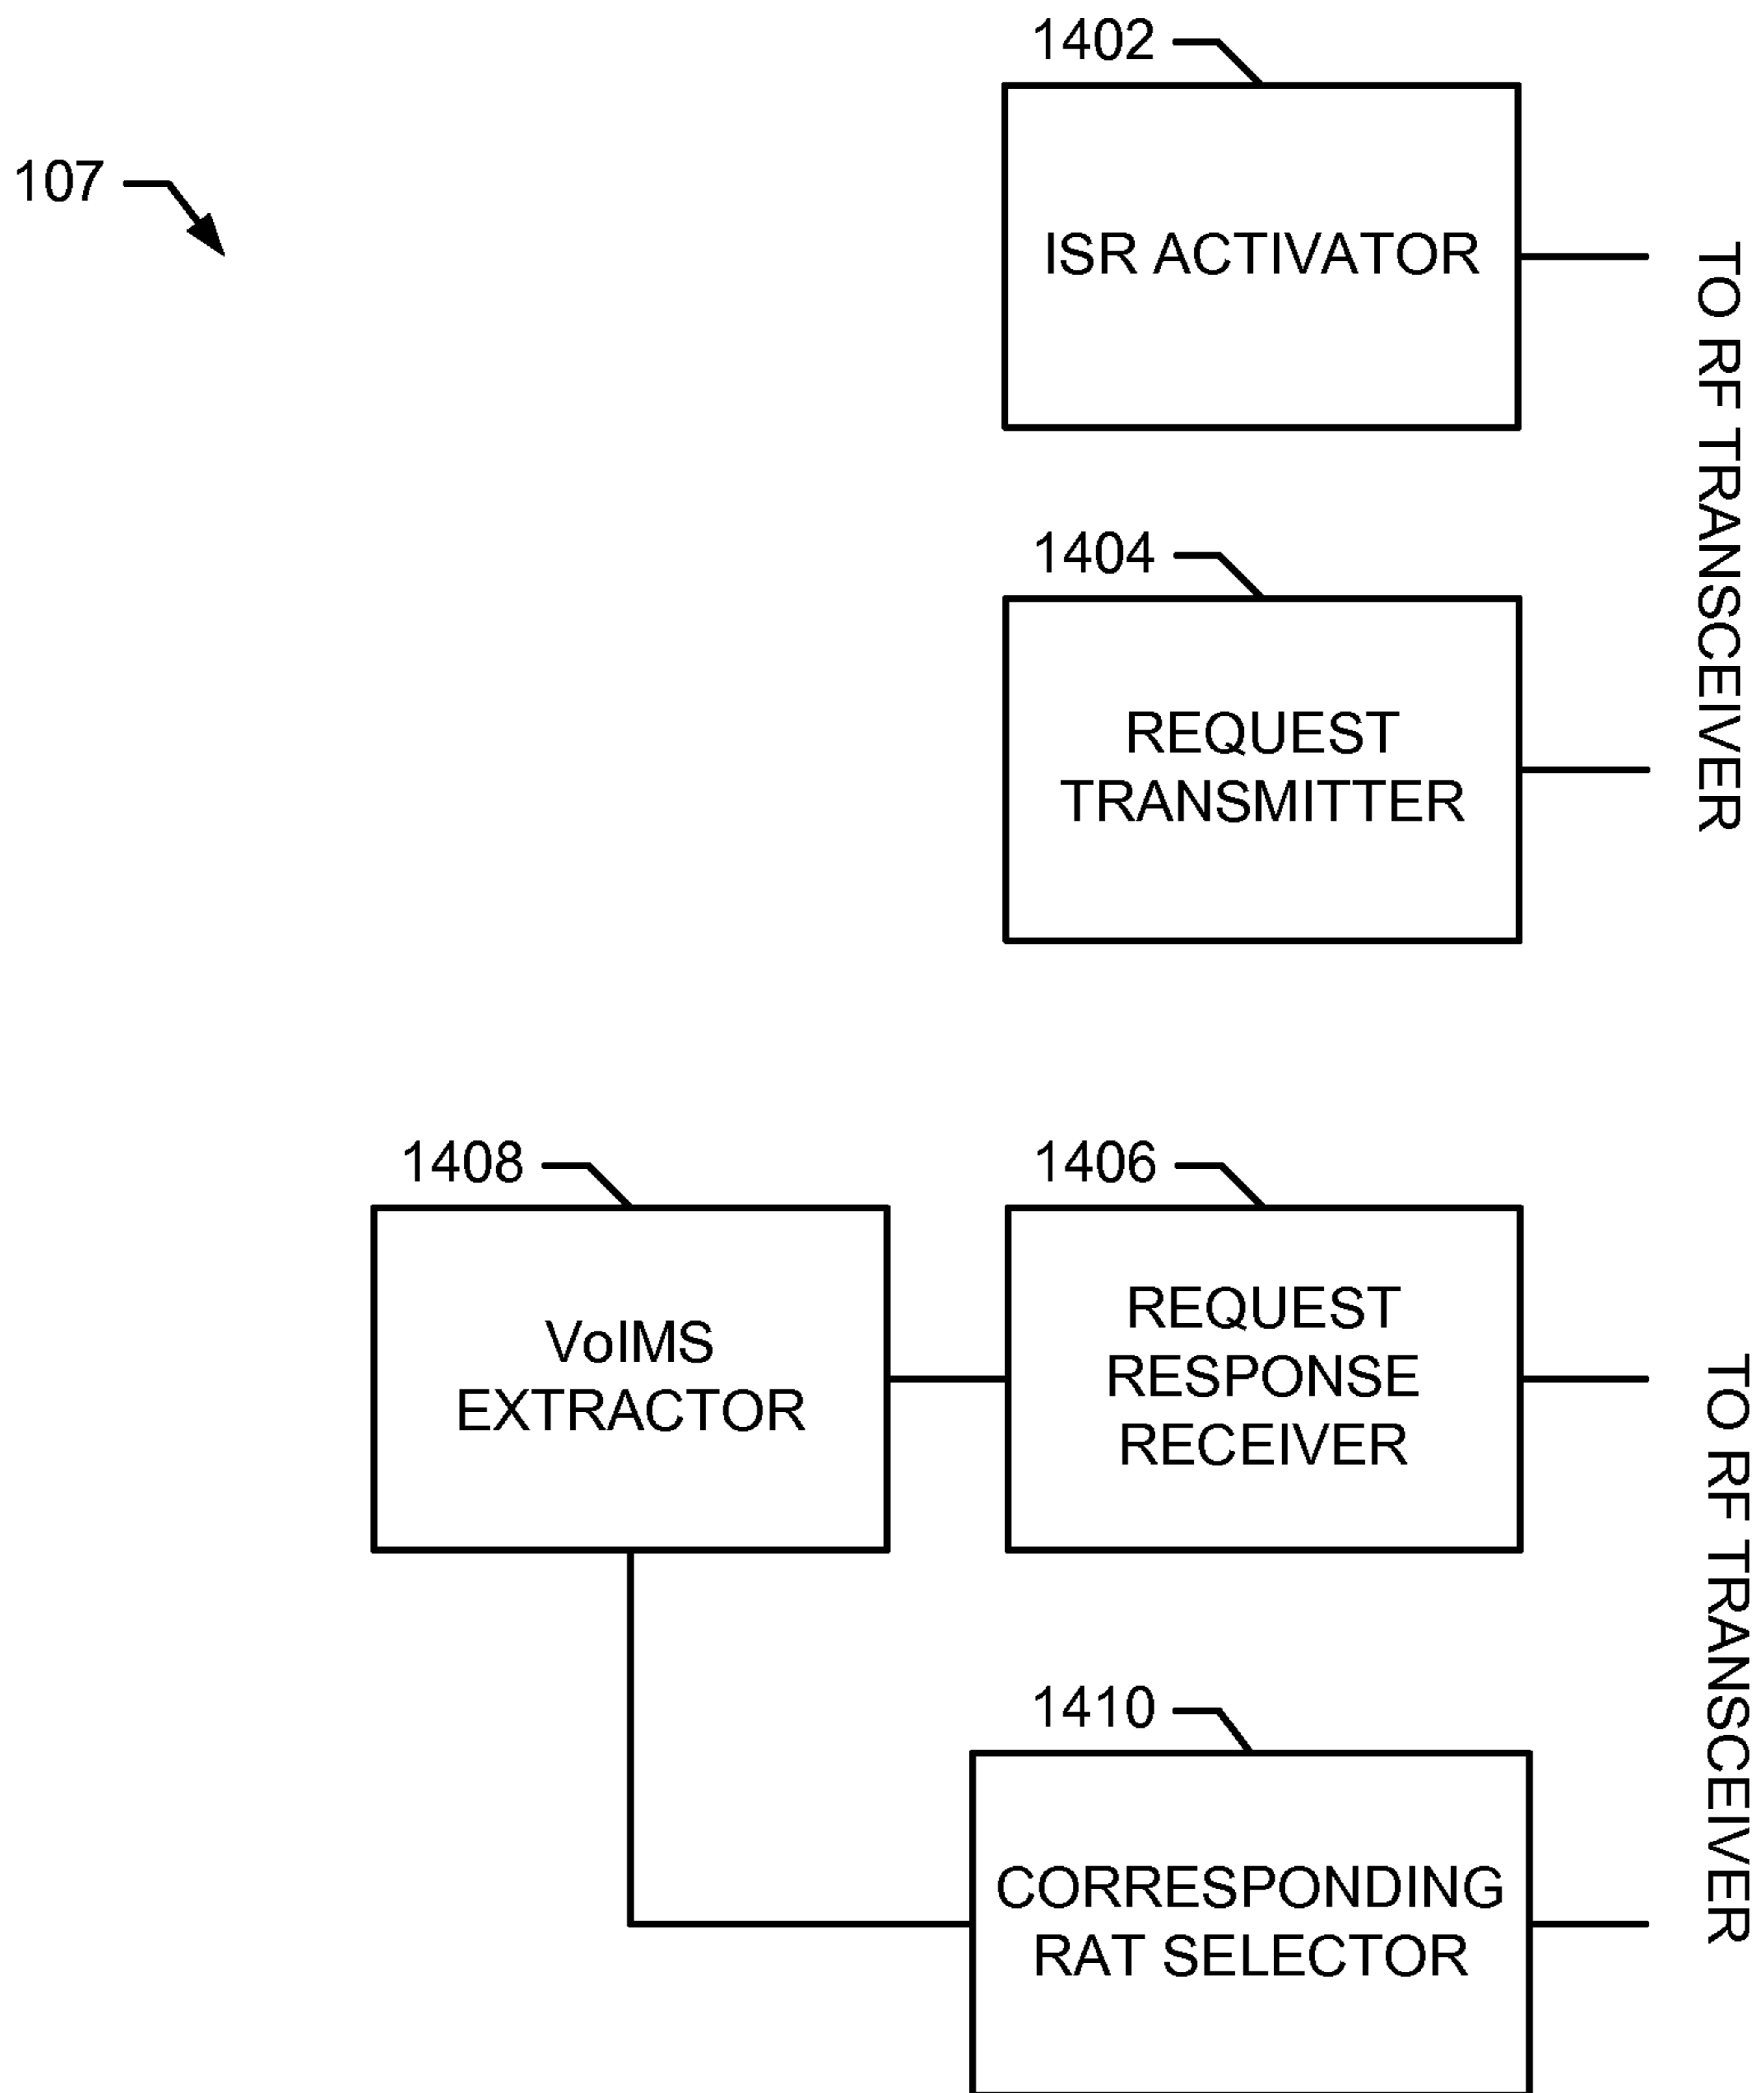 1402
107
ISR ACTIVATOR
TO RF TRANSCEIVER
1404
REQUEST
TRANSMITTER
1408
1406
VoIMS
EXTRACTOR
REQUEST
RESPONSE
RECEIVER
TO RF TRANSCEIVER
1410
CORRESPONDING
RAT SELECTOR